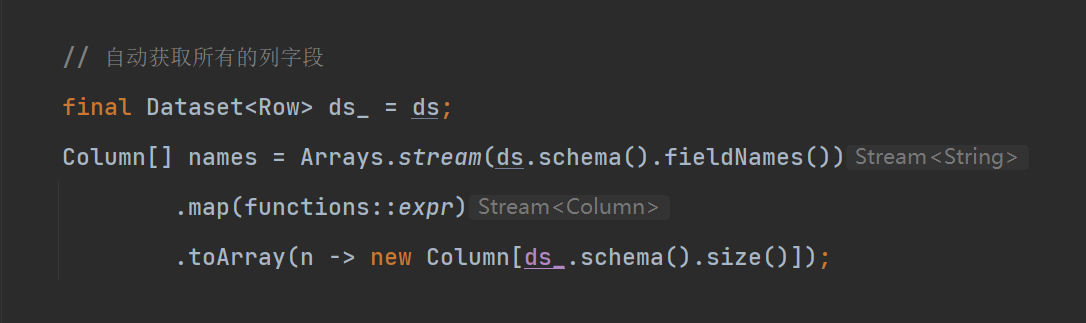 // 自动获取所有的列字段
final Dataset<Row> ds_ = ds;
Column[] names = Arrays.stream(ds.schema().fieldNames()) Stream<String>
.map(functions::expr) Stream<Column>
.toArray(n -> new Column[ds_.schema().size()]);